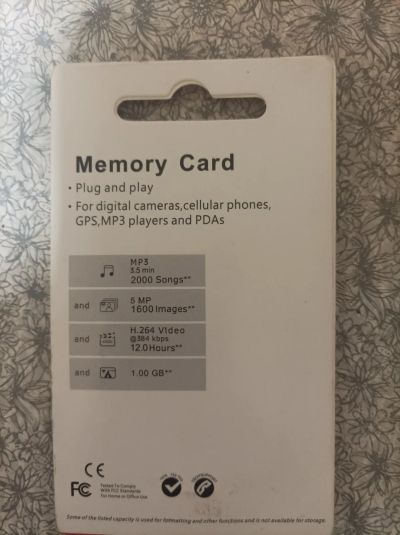 Memory Card
• Plug and play
• For digital cameras,cellular phones,
GPS,MP3 players and PDAs
MP3
3.5 min
2000 Songs**
and
5 MP
1600 Images**
and
H.264 Video
@384 kbps
12.0Hours**
and
1.00 GB**
CE
FC
Tested To Comply
With FCC Standards
For Home or Office Use
Some of the listed capacity is used for fotmatting and other functions and is not available for storage.